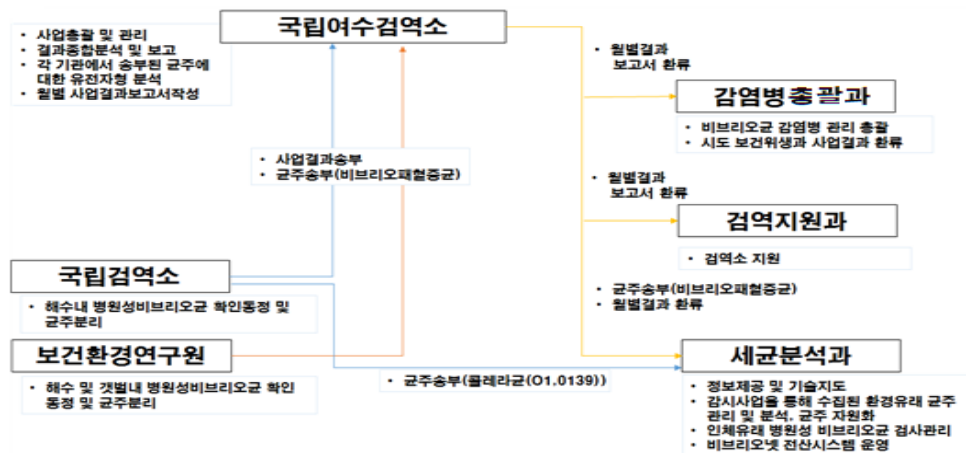 국립여수검역소
• 사업총괄 및 관리
• 결과종합분석 및 보고
• 각 기관에서 송부된 균주에
대한 유전자형 분석
• 월별 사업결과보고서작성
• 월별결과
보고서 환류
감염병총괄과
• 비브리오균 감염병 관리 총괄
• 시도 보건위생과 사업결과 환류
• 사업결과송부
• 균주송부(비브리오패혈증균)
• 월별결과
보고서 환류
검역지원과
• 검역소 지원
국립검역소
• 해수내 병원성비브리오균 확인동정 및
균주분리
• 균주송부(비브리오패혈증균)
• 월별결과 환류
보건환경연구원
• 해수 및 갯벌내 병원성비브리오균 확인
동정 및 균주분리
• 균주송부(콜레라균(O1.0139))
세균분석과
• 정보제공 및 기술지도
• 감시사업을 통해 수집된 환경유래 균주
관리 및 분석, 균주 자원화
• 인체유래 병원성 비브리오균 검사관리
• 비브리오넷 전산시스템 운영